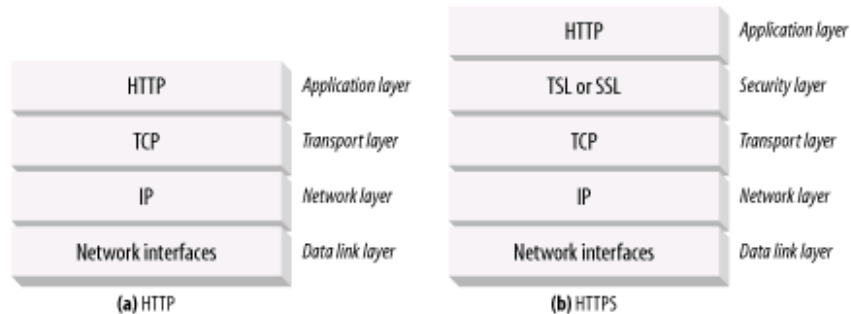 HTTP Application layer
TCP Transport layer
IP Network layer
Network interfaces Data link layer
(a) HTTP
HTTP Application layer
TSL or SSL Security layer
TCP Transport layer
IP Network layer
Network interfaces Data link layer
(b) HTTPS